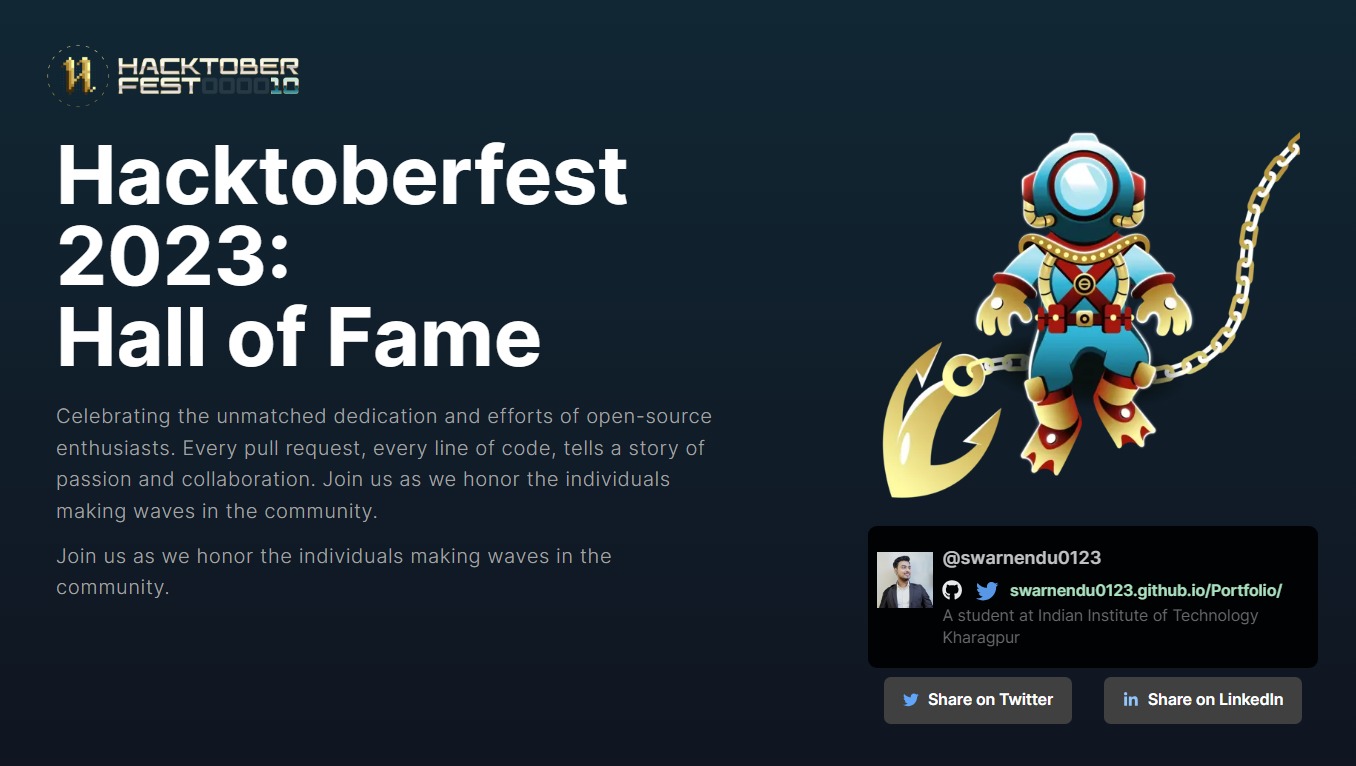 HACKTOBER
FEST000010
Hacktoberfest
2023:
Hall of Fame
Celebrating the unmatched dedication and efforts of open-source
enthusiasts. Every pull request, every line of code, tells a story of
passion and collaboration. Join us as we honor the individuals
making waves in the community.
Join us as we honor the individuals making waves in the
community.
@swarnendu0123
swarnendu0123.github.io/Portfolio/
A student at Indian Institute of Technology
Kharagpur
Share on Twitter
Share on LinkedIn